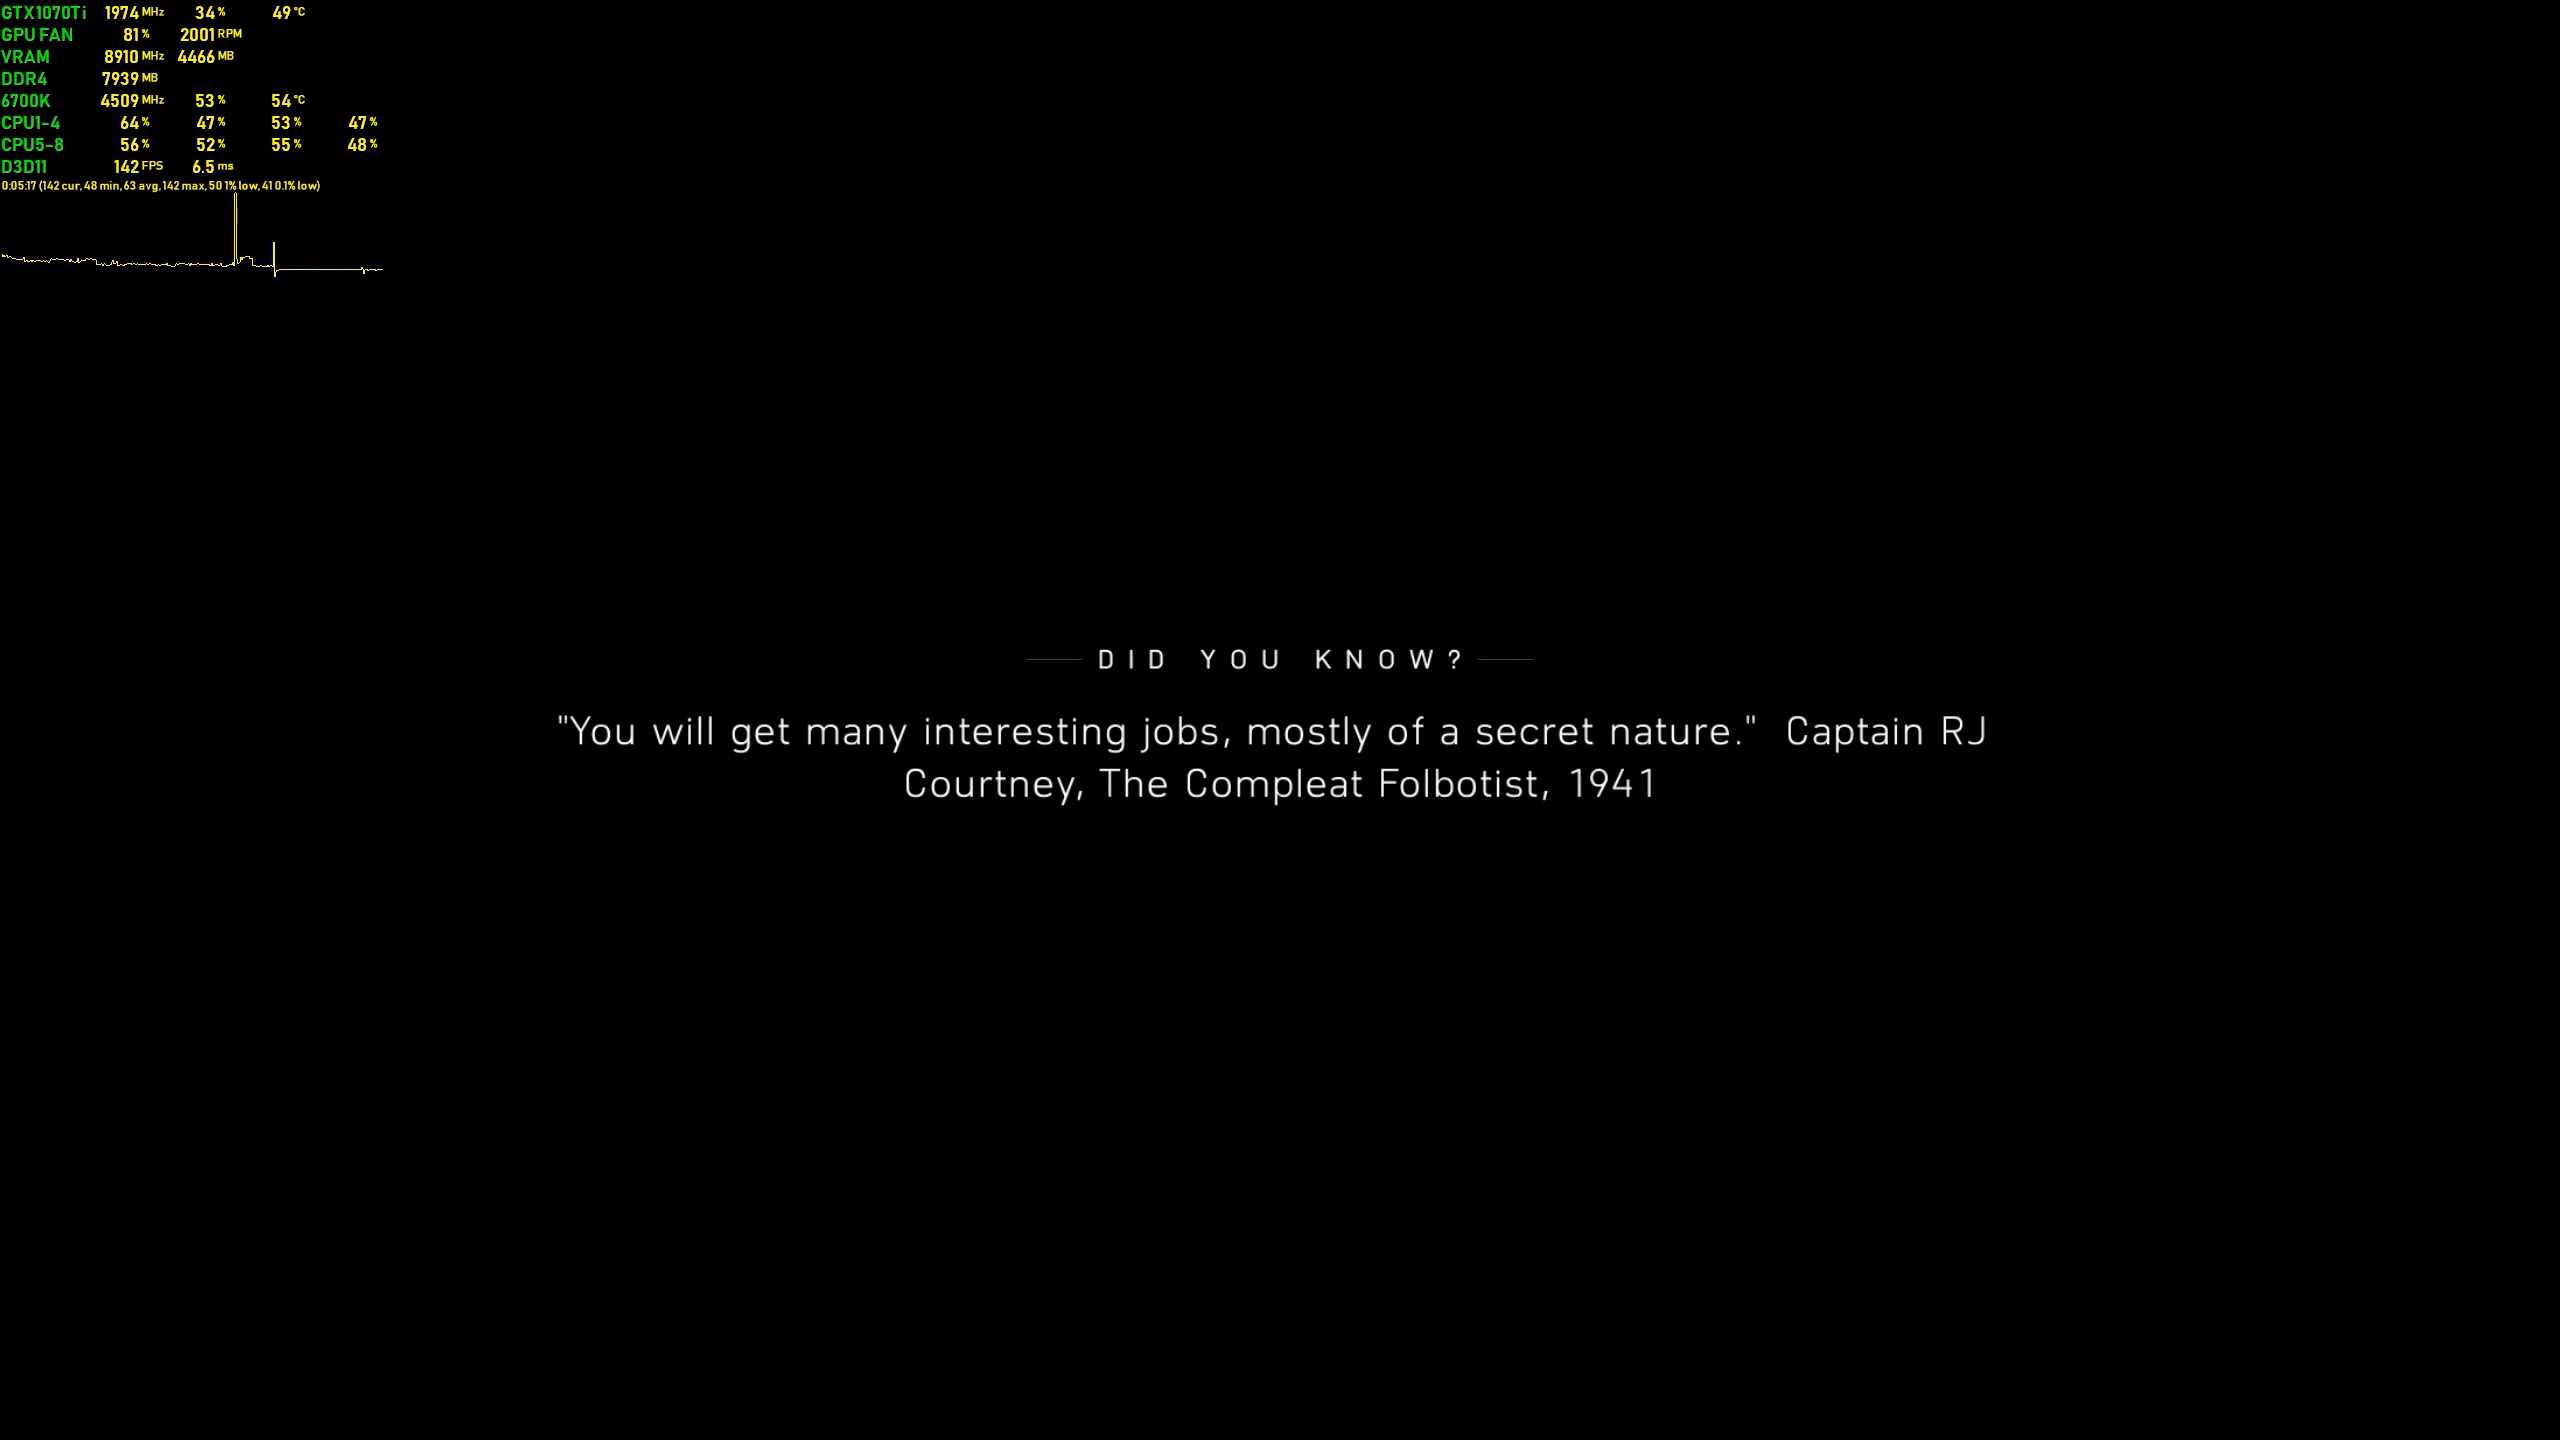 GTX1070Ti 1974 MHz 34 % 49 °C
GPU FAN 81 % 2001 RPM
VRAM 8910 MHz 4466 MB
DDR4 7939 MB
6700K 4509 MHz 53 % 54 °C
CPU1-4 64 % 47 % 53 % 47 %
CPU5-8 56 % 52 % 55 % 48 %
D3D11 142 FPS 6.5 ms
0:05:17 (142 cur, 48 min, 63 avg, 142 max, 50 1% low, 41 0.1% low)
DID YOU KNOW?
"You will get many interesting jobs, mostly of a secret nature." Captain RJ
Courtney, The Compleat Folbotist, 1941